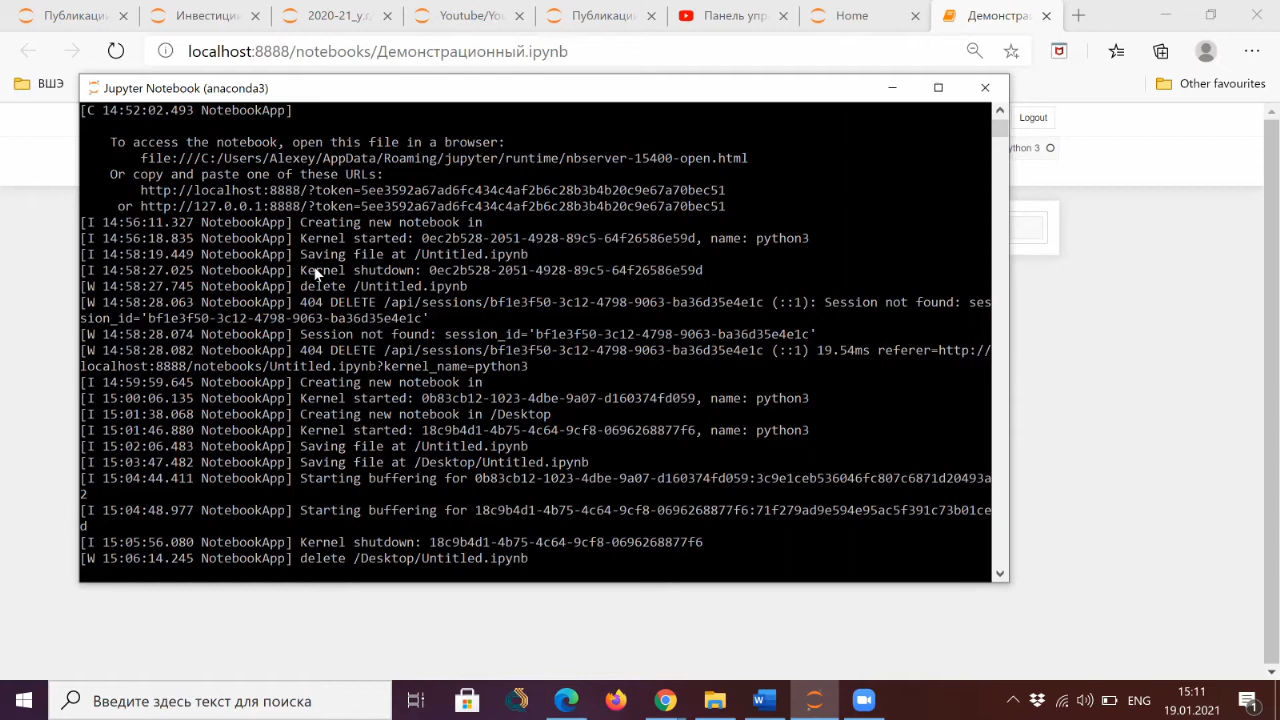 Публикаци
Инвестици
2020-21_у.г
Youtube/You
Публикаци
Панель упр
Home
Демонстра
localhost:8888/notebooks/Демонстрационный.ipynb
ВШЭ
Other favourites
Jupyter Notebook (anaconda3)
Logout
ython 3
[C 14:52:02.493 NotebookApp]
To access the notebook, open this file in a browser:
file:///C:/Users/Alexey/AppData/Roaming/jupyter/runtime/nbserver-15400-open.html
Or copy and paste one of these URLs:
http://localhost:8888/?token=5ee3592a67ad6fc434c4af2b6c28b3b4b20c9e67a70bec51
or http://127.0.0.1:8888/?token=5ee3592a67ad6fc434c4af2b6c28b3b4b20c9e67a70bec51
[I 14:56:11.327 NotebookApp] Creating new notebook in
[I 14:56:18.835 NotebookApp] Kernel started: 0ec2b528-2051-4928-89c5-64f26586e59d, name: python3
[I 14:58:19.449 NotebookApp] Saving file at /Untitled.ipynb
[I 14:58:27.025 NotebookApp] Kernel shutdown: 0ec2b528-2051-4928-89c5-64f26586e59d
[W 14:58:27.745 NotebookApp] delete /Untitled.ipynb
[W 14:58:28.063 NotebookApp] 404 DELETE /api/sessions/bf1e3f50-3c12-4798-9063-ba36d35e4e1c (::1): Session not found: ses
sion_id='bf1e3f50-3c12-4798-9063-ba36d35e4e1c'
[W 14:58:28.074 NotebookApp] Session not found: session_id='bf1e3f50-3c12-4798-9063-ba36d35e4e1c'
[W 14:58:28.082 NotebookApp] 404 DELETE /api/sessions/bf1e3f50-3c12-4798-9063-ba36d35e4e1c (::1) 19.54ms referer=http://
localhost:8888/notebooks/Untitled.ipynb?kernel_name=python3
[I 14:59:59.645 NotebookApp] Creating new notebook in
[I 15:00:06.135 NotebookApp] Kernel started: 0b83cb12-1023-4dbe-9a07-d160374fd059, name: python3
[I 15:01:38.068 NotebookApp] Creating new notebook in /Desktop
[I 15:01:46.880 NotebookApp] Kernel started: 18c9b4d1-4b75-4c64-9cf8-0696268877f6, name: python3
[I 15:02:06.483 NotebookApp] Saving file at /Untitled.ipynb
[I 15:03:47.482 NotebookApp] Saving file at /Desktop/Untitled.ipynb
[I 15:04:44.411 NotebookApp] Starting buffering for 0b83cb12-1023-4dbe-9a07-d160374fd059:3c9e1ceb536046fc807c6871d20493a
2
[I 15:04:48.977 NotebookApp] Starting buffering for 18c9b4d1-4b75-4c64-9cf8-0696268877f6:71f279ad9e594e95ac5f391c73b01ce
d
[I 15:05:56.080 NotebookApp] Kernel shutdown: 18c9b4d1-4b75-4c64-9cf8-0696268877f6
[W 15:06:14.245 NotebookApp] delete /Desktop/Untitled.ipynb
Введите здесь текст для поиска
ENG
15:11
19.01.2021
1